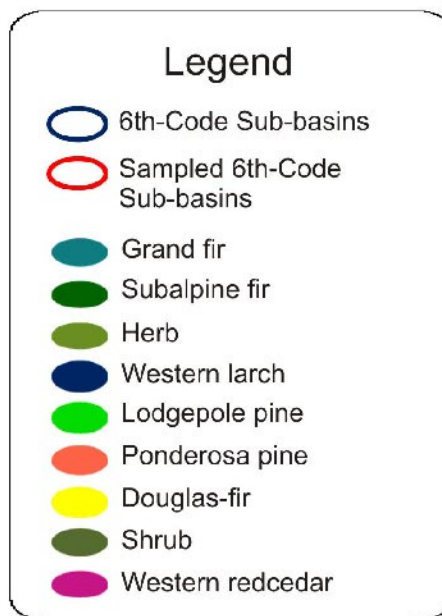 Legend
6th-Code Sub-basins
Sampled 6th-Code
Sub-basins
Grand fir
Subalpine fir
Herb
Western larch
Lodgepole pine
Ponderosa pine
Douglas-fir
Shrub
Western redcedar